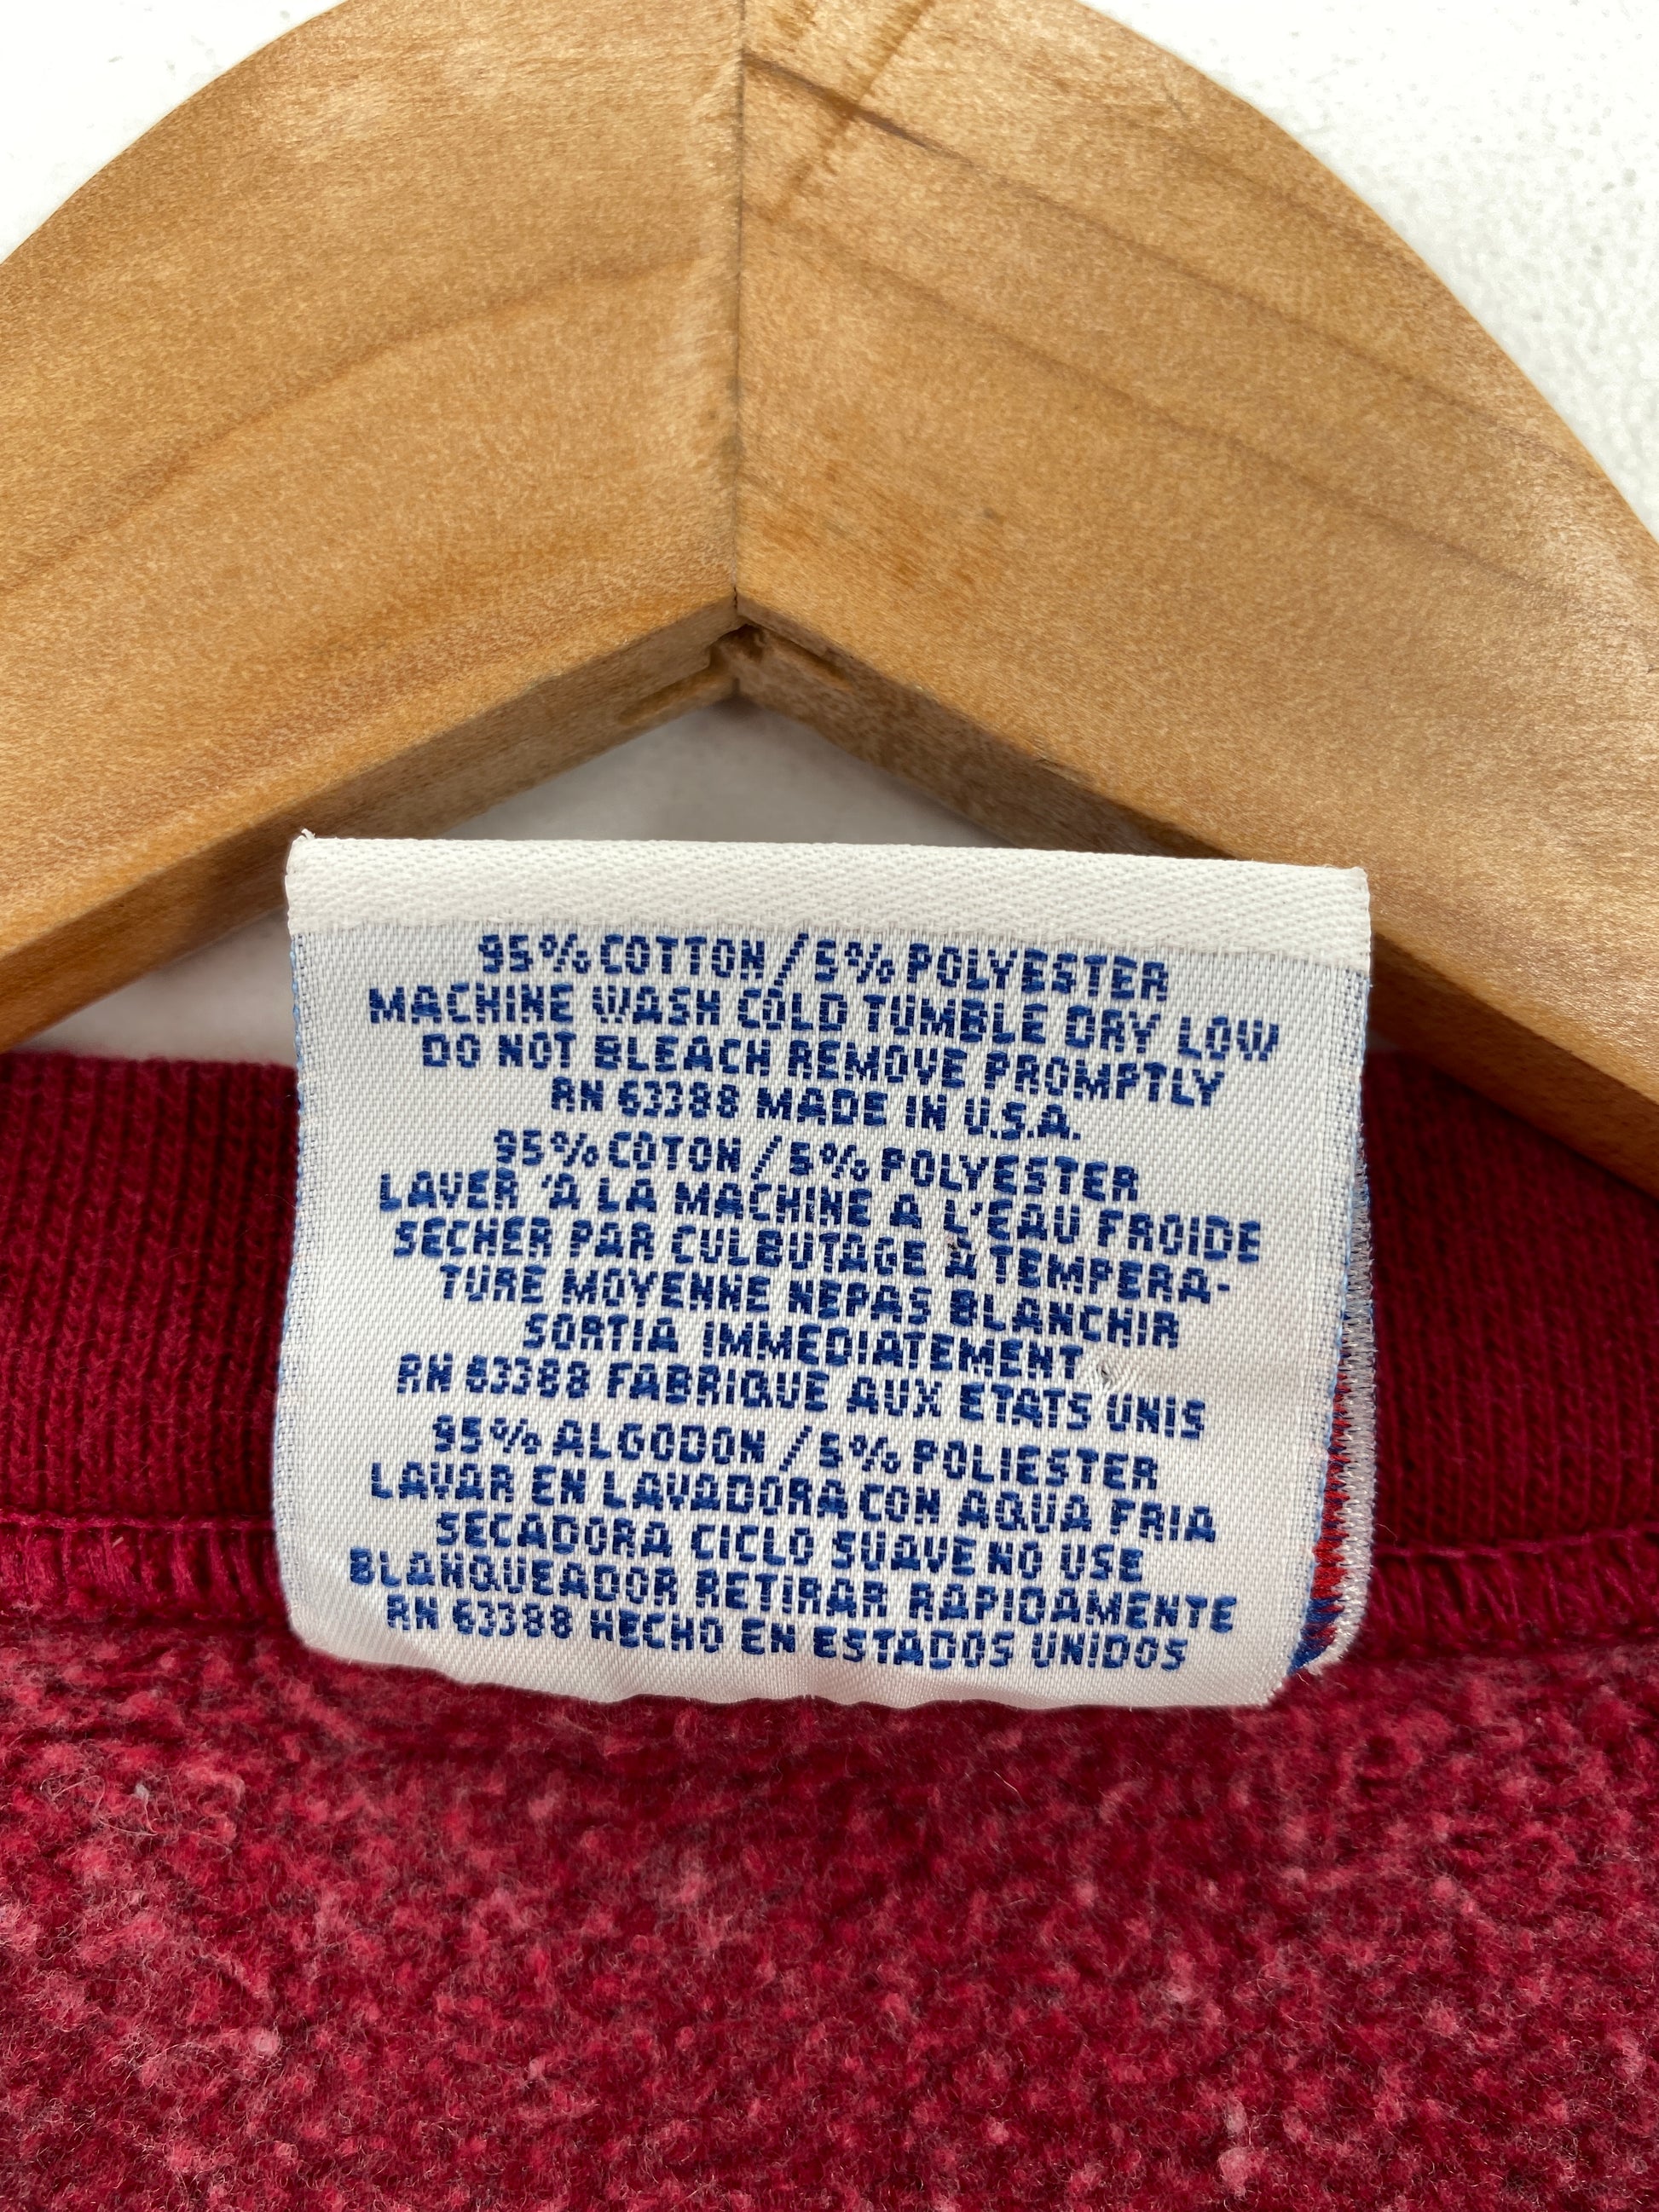 95% COTTON / 5% POLYESTER
MACHINE WASH COLD TUMBLE DRY LOW
DO NOT BLEACH REMOVE PROMPTLY
RN 63388 MADE IN U.S.A.
95% COTON / 5% POLYESTER
LAVER 'A LA MACHINE A L'EAU FROIDE
SECHER PAR CULBUTAGE A TEMPERA-
TURE MOYENNE NEPAS BLANCHIR
SORTIA IMMEDIATEMENT
RN 63388 FABRIQUE AUX ETATS UNIS
95% ALGODON / 5% POLIESTER
LAVAR EN LAVADORA CON AQUA FRIA
SECADORA CICLO SUAVE NO USE
BLANQUEADOR RETIRAR RAPIDAMENTE
RN 63388 HECHO EN ESTADOS UNIDOS